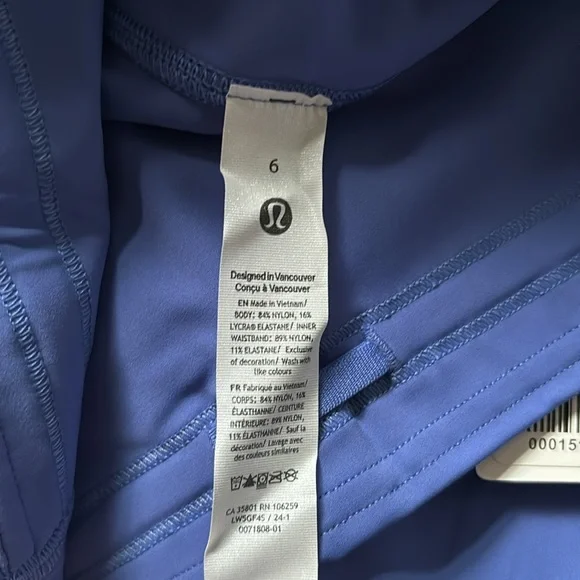 6
Designed in Vancouver
Conçu à Vancouver
EN Made in Vietnam/
BODY: 84% NYLON, 16%
LYCRA® ELASTANE/ INNER
WAISTBAND: 89% NYLON,
11% ELASTANE/ Exclusive
of decoration/ Wash with
like colours
FR Fabriqué au Vietnam/
CORPS: 84% NYLON, 16%
ÉLASTHANNE/ CEINTURE
INTÉRIEURE: 89% NYLON,
11% ÉLASTHANNE/ Sauf la
décoration/ Lavage avec
des couleurs similaires
CA 35801 RN 106259
LW5GF4S / 24-1
0071808-01